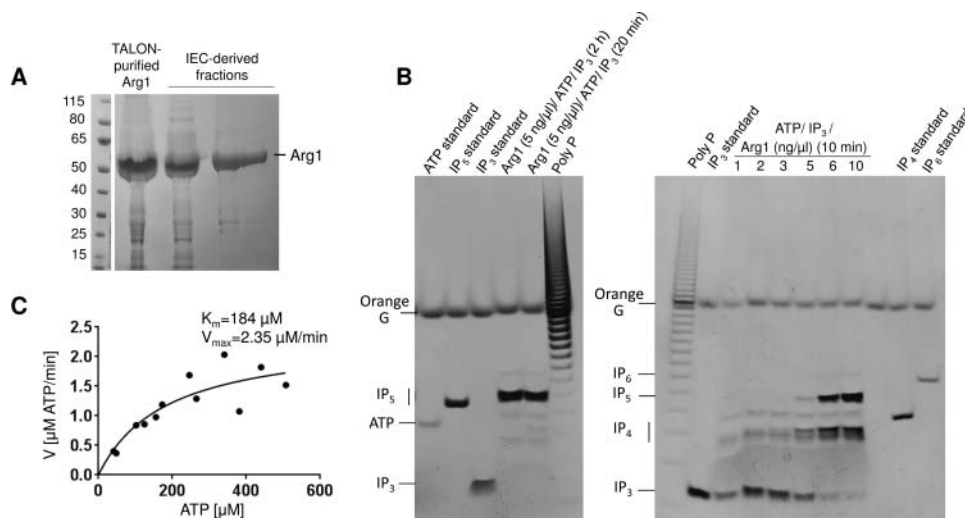 A
TALON-
purified
Arg1
IEC-derived
fractions
115
80
65
50
40
30
25
15
Arg1
B
ATP standard
IP5 standard
IP3 standard
Arg1 (5 ng/µl)/ ATP/ IP3 (2 h)
Arg1 (5 ng/µl)/ ATP/ IP3 (20 min)
Poly P
Orange
G
IP5
ATP
IP3
Poly P
IP3 standard
ATP/ IP3 /
Arg1 (ng/µl) (10 min)
1 2 3 5 6 10
IP4 standard
IP6 standard
Orange
G
IP6
IP5
IP4
IP3
C
Km=184 µM
Vmax=2.35 µM/min
V [µM ATP/min]
2.5
2.0
1.5
1.0
0.5
0.0
0 200 400 600
ATP [µM]